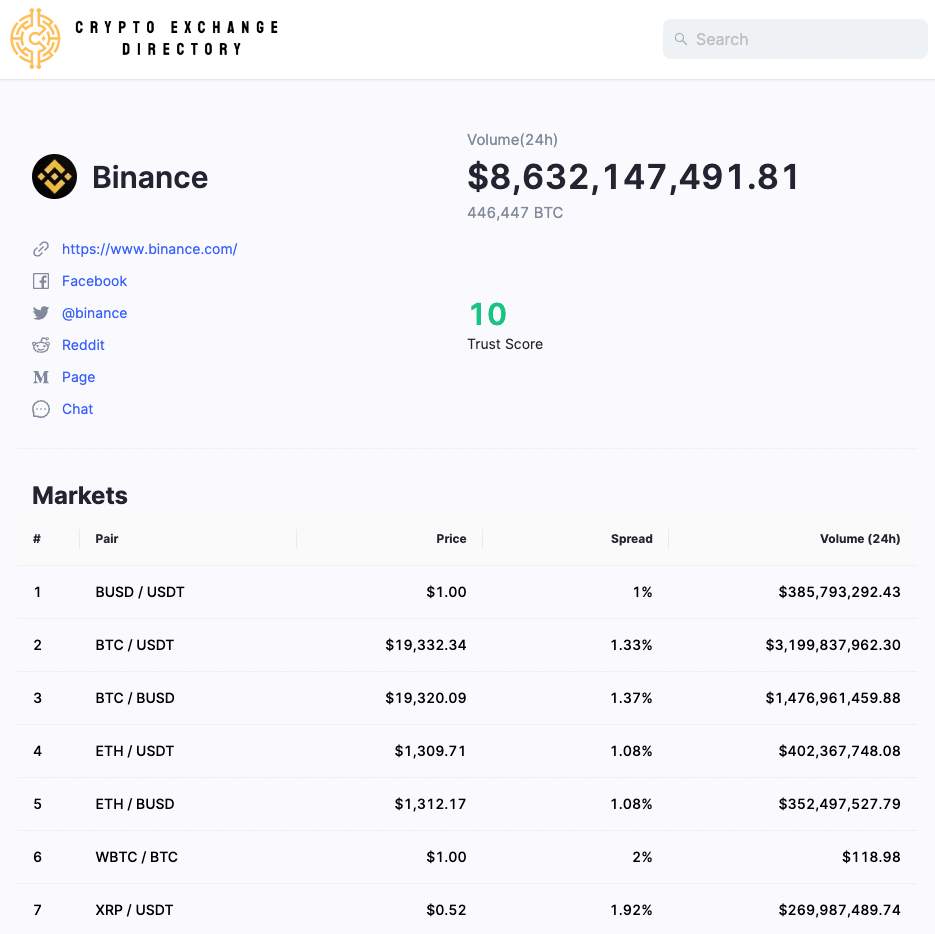 CRYPTO EXCHANGE
DIRECTORY
Search
Binance
https://www.binance.com/
Facebook
@binance
Reddit
Page
Chat
Volume(24h)
$8,632,147,491.81
446,447 BTC
10
Trust Score
Markets
# Pair Price Spread Volume (24h)
1 BUSD / USDT $1.00 1% $385,793,292.43
2 BTC / USDT $19,332.34 1.33% $3,199,837,962.30
3 BTC / BUSD $19,320.09 1.37% $1,476,961,459.88
4 ETH / USDT $1,309.71 1.08% $402,367,748.08
5 ETH / BUSD $1,312.17 1.08% $352,497,527.79
6 WBTC / BTC $1.00 2% $118.98
7 XRP / USDT $0.52 1.92% $269,987,489.74